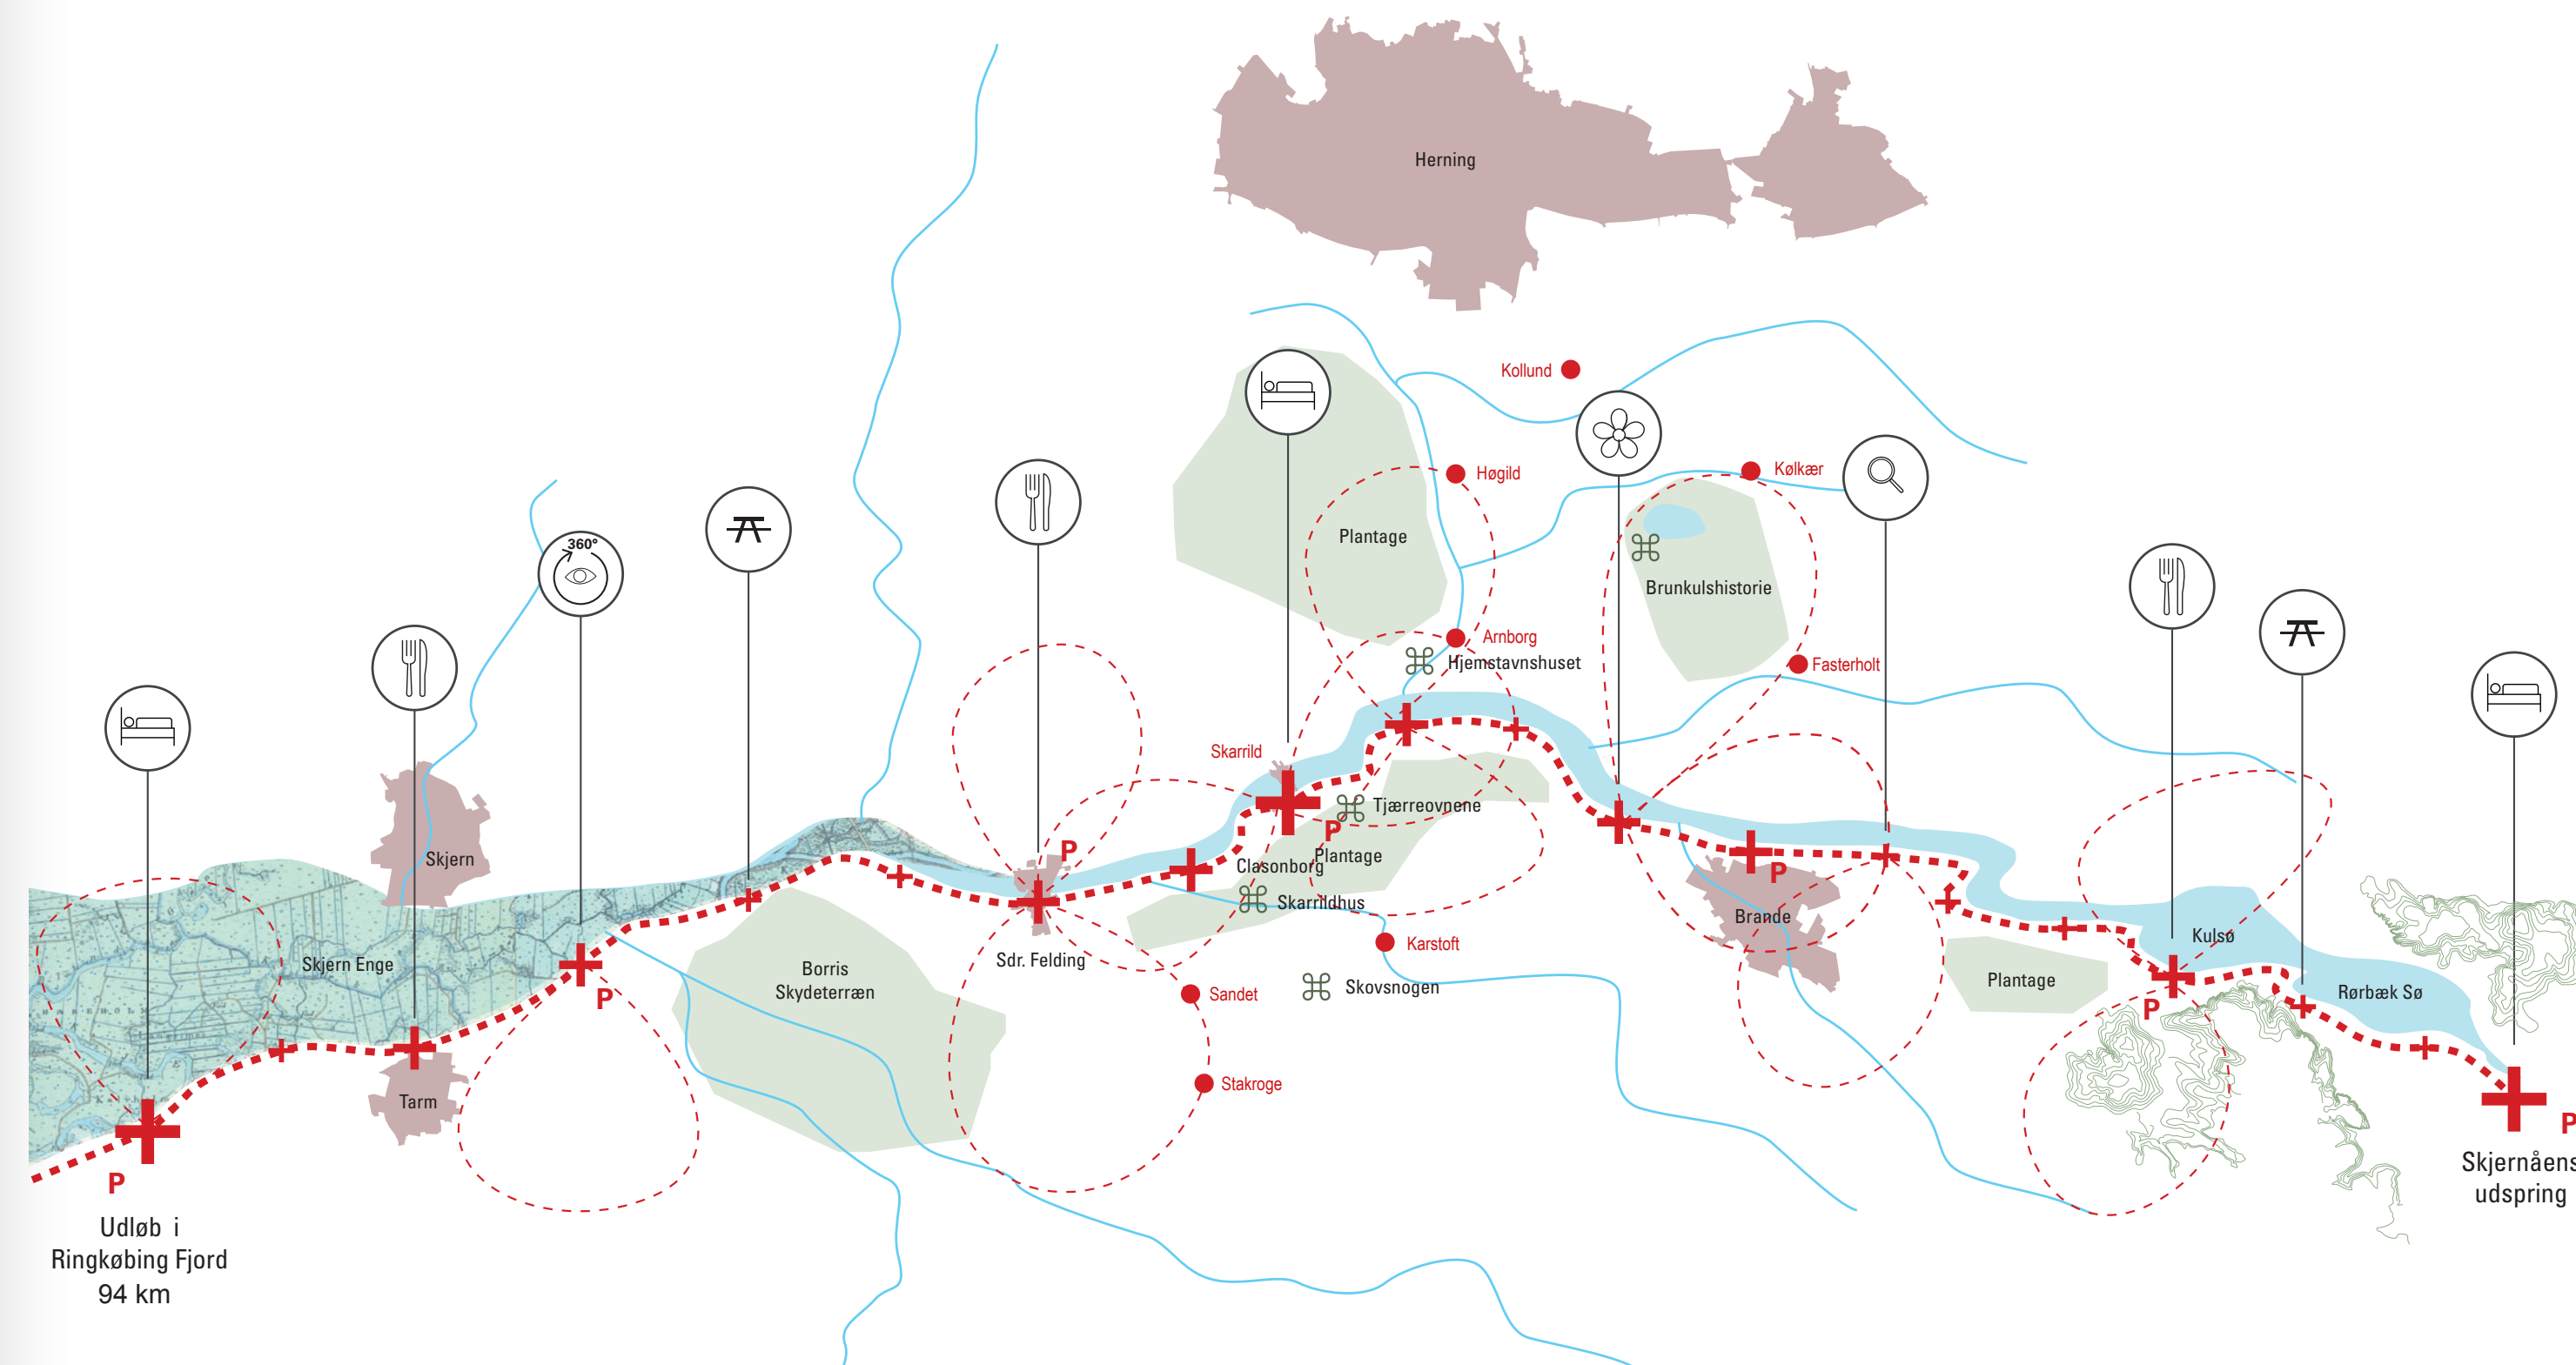 Herning
Kollund
Høgild
Kølkær
Plantage
360°
Brunkulshistorie
Arnborg
Hjemstavnshuset
Fasterholt
Skarrild
Tjærreovnene
P
Skjern
P
Plantage
Clasonborg
P
Skarrildhus
Brande
Kulsø
Karstoft
Sdr. Felding
Skjern Enge
Borris
Skydeterræn
Plantage
Skovsnogen
Sandet
Rørbæk Sø
P
P
Stakroge
Tarm
P
P
Skjernåens
udspring
Udløb i
Ringkøbing Fjord
94 km